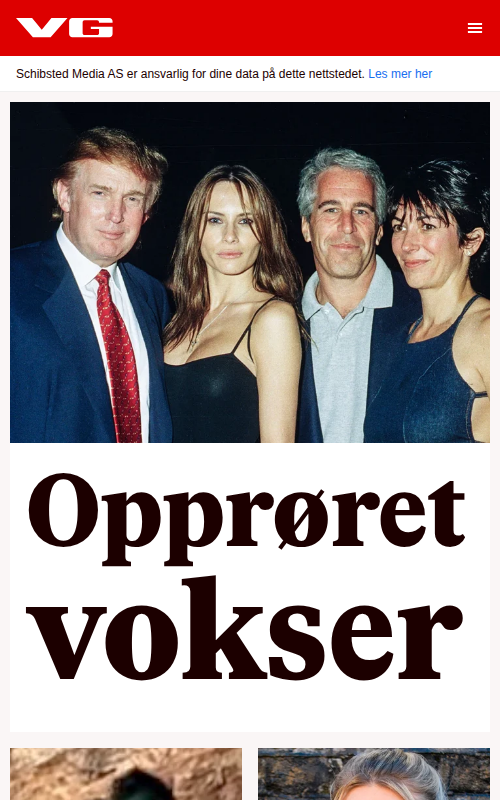 VG
Schibsted Media AS er ansvarlig for dine data på dette nettstedet. Les mer her
Opprøret
vokser